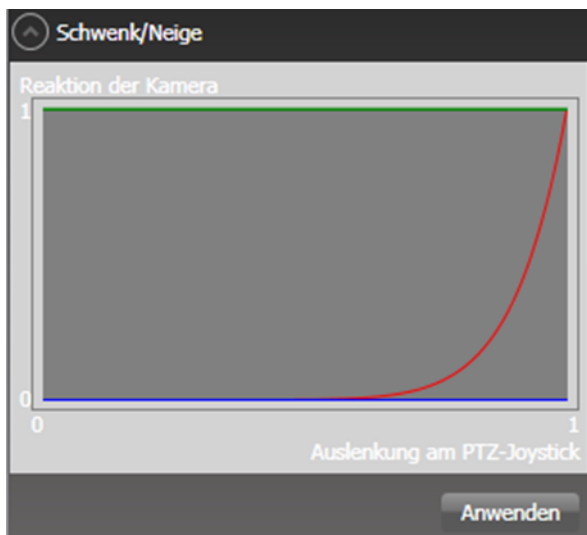 Schwenk/Neige
Reaktion der Kamera
1
0
0 1
Auslenkung am PTZ-Joystick
Anwenden